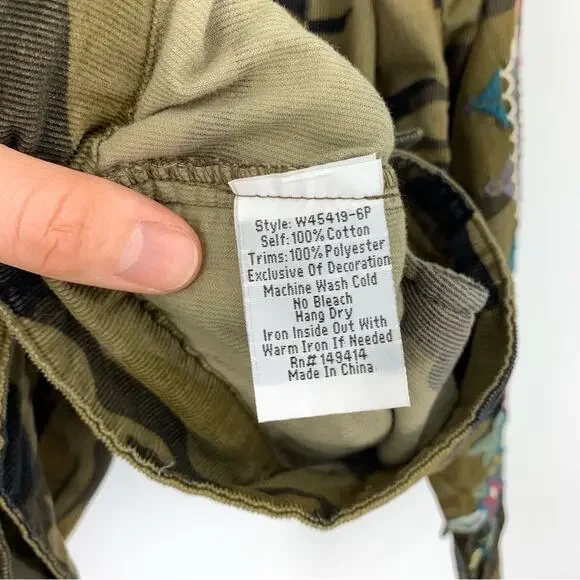 Style: W45419-6P
Self:100% Cotton
Trims:100% Polyester
Exclusive Of Decoration
Machine Wash Cold
No Bleach
Hang Dry
Iron Inside Out With
Warm Iron If Needed
Rn# 149414
Made In China